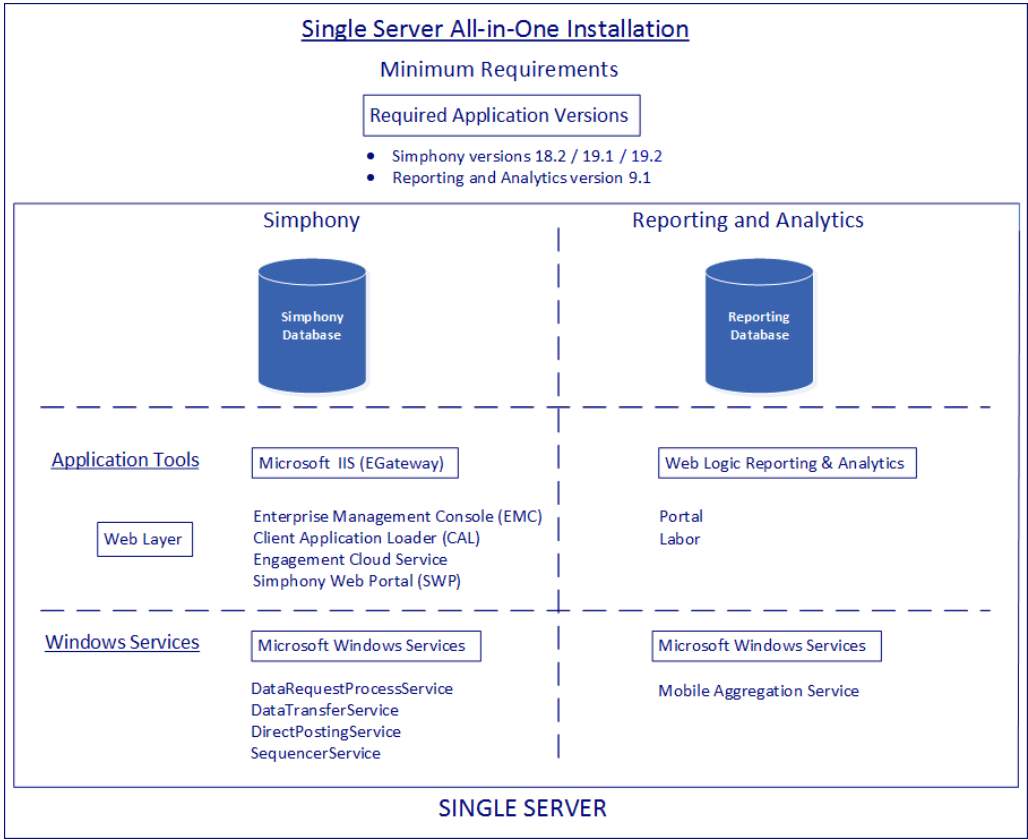 Single Server All-in-One Installation
Minimum Requirements
Required Application Versions
• Simphony versions 18.2 / 19.1 / 19.2
• Reporting and Analytics version 9.1
Simphony
Reporting and Analytics
Simphony
Database
Reporting
Database
Application Tools
Microsoft IIS (EGateway)
Web Logic Reporting & Analytics
Web Layer
Enterprise Management Console (EMC)
Client Application Loader (CAL)
Engagement Cloud Service
Simphony Web Portal (SWP)
Portal
Labor
Windows Services
Microsoft Windows Services
Microsoft Windows Services
DataRequestProcessService
DataTransferService
DirectPostingService
SequencerService
Mobile Aggregation Service
SINGLE SERVER